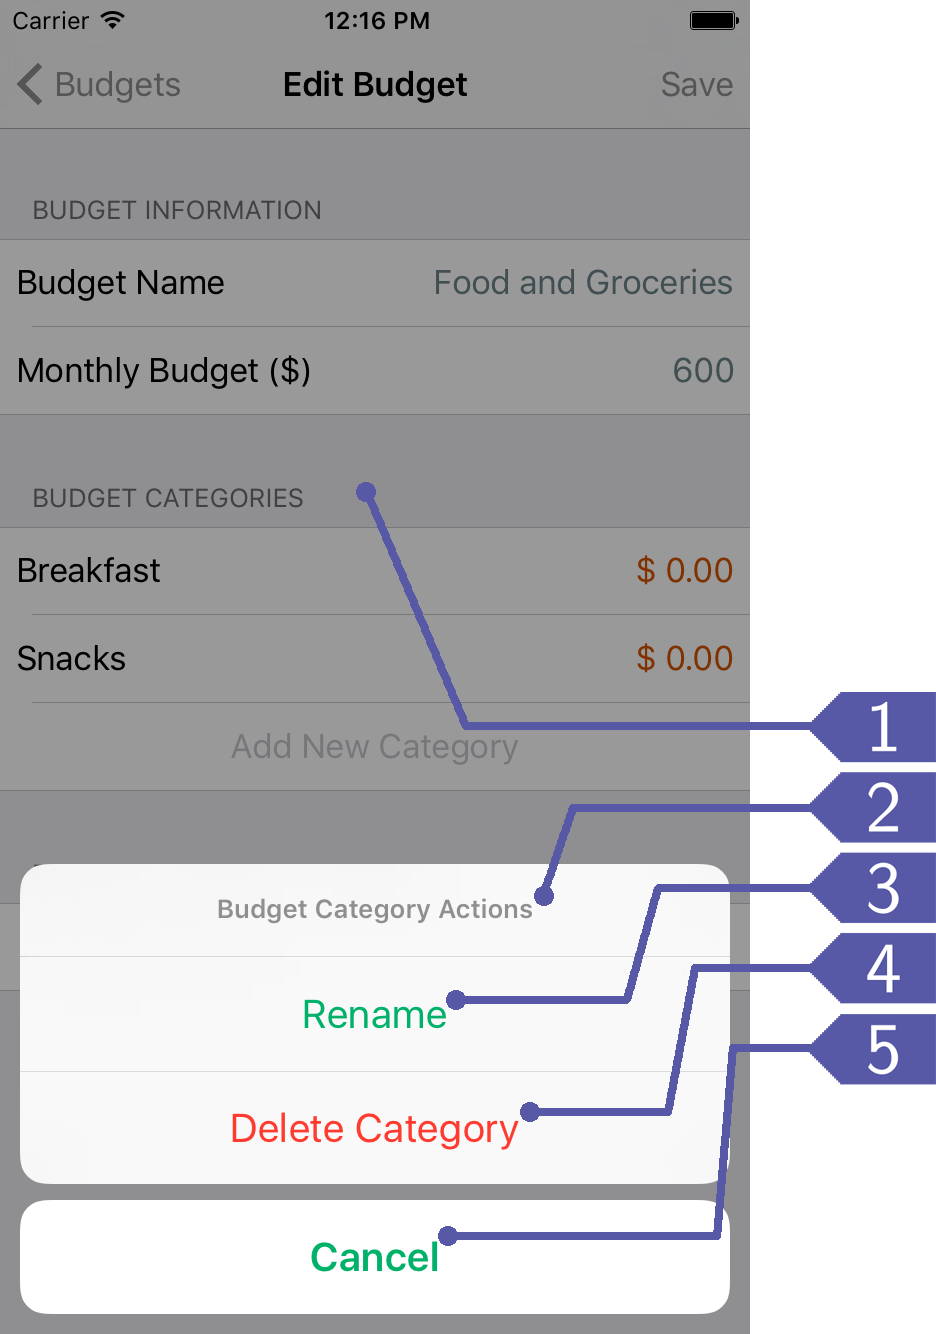 Carrier 12:16 PM
Budgets Edit Budget Save
BUDGET INFORMATION
Budget Name Food and Groceries
Monthly Budget ($) 600
BUDGET CATEGORIES
Breakfast $ 0.00
Snacks $ 0.00
1
Add New Category
2
3
Budget Category Actions
4
Rename
5
Delete Category
Cancel